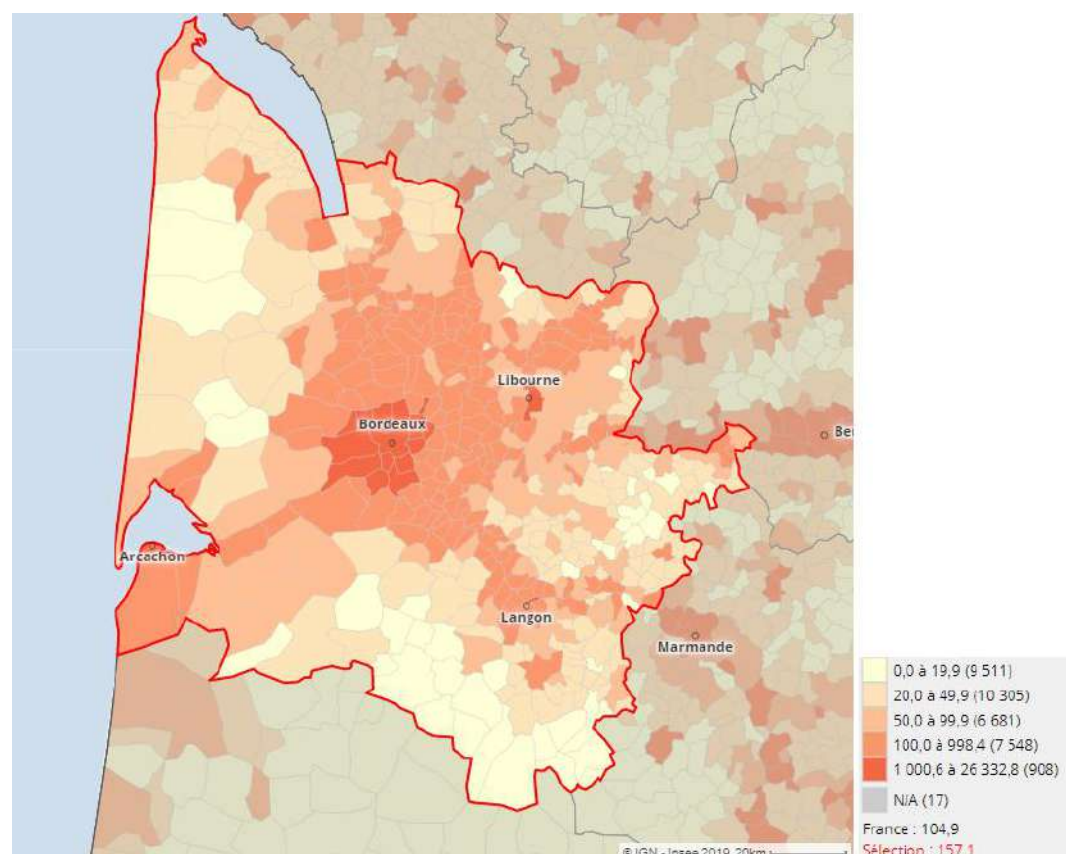 Libourne
Bordeaux
Arcachon
Langon
Marmande
© IGN - Insee 2019 20km
0,0 à 19,9 (9 511)
20,0 à 49,9 (10 305)
50,0 à 99,9 (6 681)
100,0 à 998,4 (7 548)
1 000,6 à 26 332,8 (908)
N/A (17)
France : 104,9
Sélection : 157,1